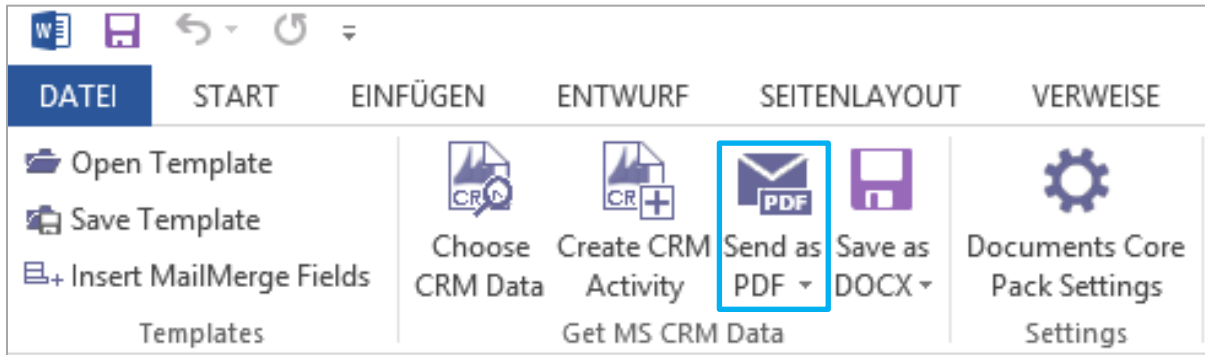 W
DATEI START EINFÜGEN ENTWURF SEITENLAYOUT VERWEISE
Open Template
Save Template
Insert MailMerge Fields
Templates
CRM CR PDF
Choose Create CRM Send as Save as
CRM Data Activity PDF DOCX
Get MS CRM Data
Documents Core
Pack Settings
Settings